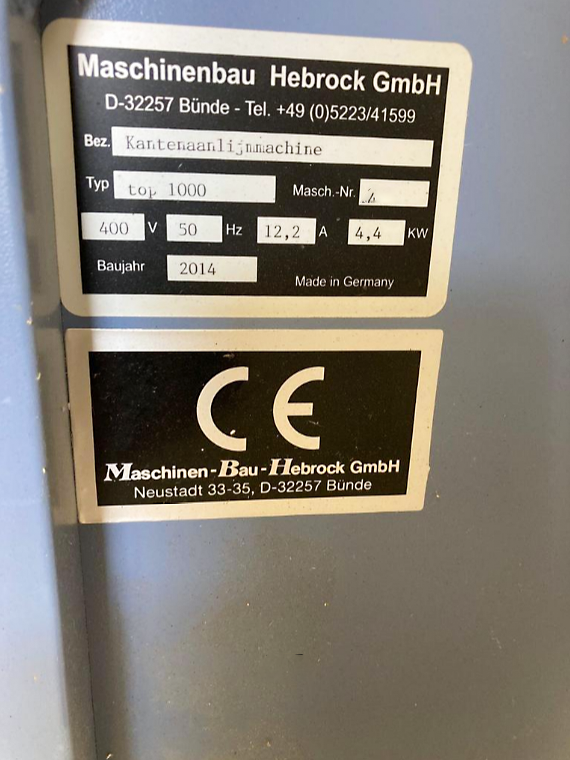 Maschinenbau Hebrock GmbH
D-32257 Bünde - Tel. +49 (0)5223/41599
Bez. Kantenaanlijmmachine
Typ top 1000 Masch.-Nr.
400 V 50 Hz 12,2 A 4,4 KW
Baujahr 2014 Made in Germany
CE
Maschinen-Bau-Hebrock GmbH
Neustadt 33-35, D-32257 Bünde